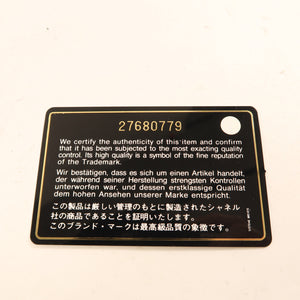 27680779
We certify the authenticity of this item and confirm
that it has been subjected to the most exacting quality
control. Its high quality is a symbol of the fine reputation
of the Trademark.
Wir bestätigen, dass es sich um einen Artikel handelt,
der während seiner Herstellung strengsten Kontrollen
unterworfen war, und dessen erstklassige Qualität
dem hohen Ansehen unserer Marke entspricht.
この製品は厳しい管理のもとに製造されたシャネル
社の商品であることを証明いたします。
このブランド・マークは最高級品質の象徴です。